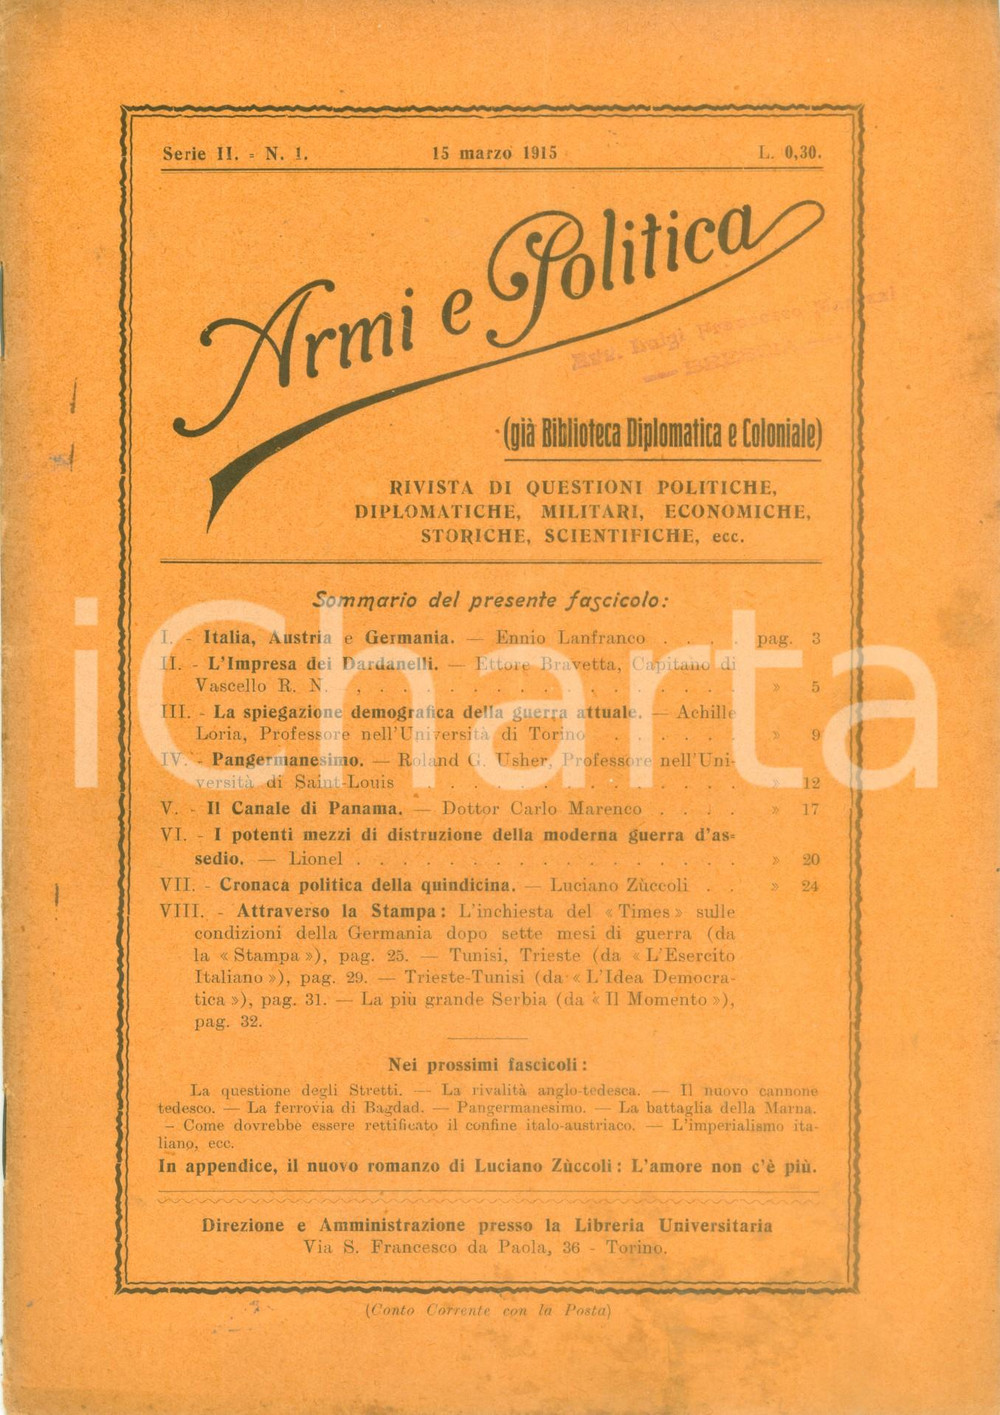 Serie II. = N. 1. 15 marzo 1915 L. 0,30.
Armi e Politica
Avv. Luigi
(già Biblioteca Diplomatica e Coloniale)
RIVISTA DI QUESTIONI POLITICHE,
DIPLOMATICHE, MILITARI, ECONOMICHE,
STORICHE, SCIENTIFICHE, ecc.
Sommario del presente fascicolo:
I. - Italia, Austria e Germania. — Ennio Lanfranco . . . . pag. 3
II. - L'Impresa dei Dardanelli. — Ettore Bravetta, Capitano di
Vascello R. N. . . . . . . . . . . . . . . . . . » 5
III. - La spiegazione demografica della guerra attuale. — Achille
Loria, Professore nell'Università di Torino . . . . . . » 9
IV. - Pangermanesimo. — Roland G. Usher, Professore nell'Uni-
versità di Saint-Louis . . . . . . . . . . . . . » 12
V. - Il Canale di Panama. — Dottor Carlo Marenco . . . . » 17
VI. - I potenti mezzi di distruzione della moderna guerra d'as=
sedio. — Lionel . . . . . . . . . . . . . . . . » 20
VII. - Cronaca politica della quindicina. — Luciano Zùccoli . . » 24
VIII. - Attraverso la Stampa: L'inchiesta del « Times » sulle
condizioni della Germania dopo sette mesi di guerra (da
la « Stampa »), pag. 25. — Tunisi, Trieste (da « L'Esercito
Italiano »), pag. 29. — Trieste-Tunisi (da « L'Idea Democra-
tica »), pag. 31. — La più grande Serbia (da « Il Momento »),
pag. 32.
Nei prossimi fascicoli:
La questione degli Stretti. — La rivalità anglo-tedesca. — Il nuovo cannone
tedesco. — La ferrovia di Bagdad. — Pangermanesimo. — La battaglia della Marna.
— Come dovrebbe essere rettificato il confine italo-austriaco. — L'imperialismo ita-
liano, ecc.
In appendice, il nuovo romanzo di Luciano Zùccoli: L'amore non c'è più.
Direzione e Amministrazione presso la Libreria Universitaria
Via S. Francesco da Paola, 36 - Torino.
(Conto Corrente con la Posta)
iCharta